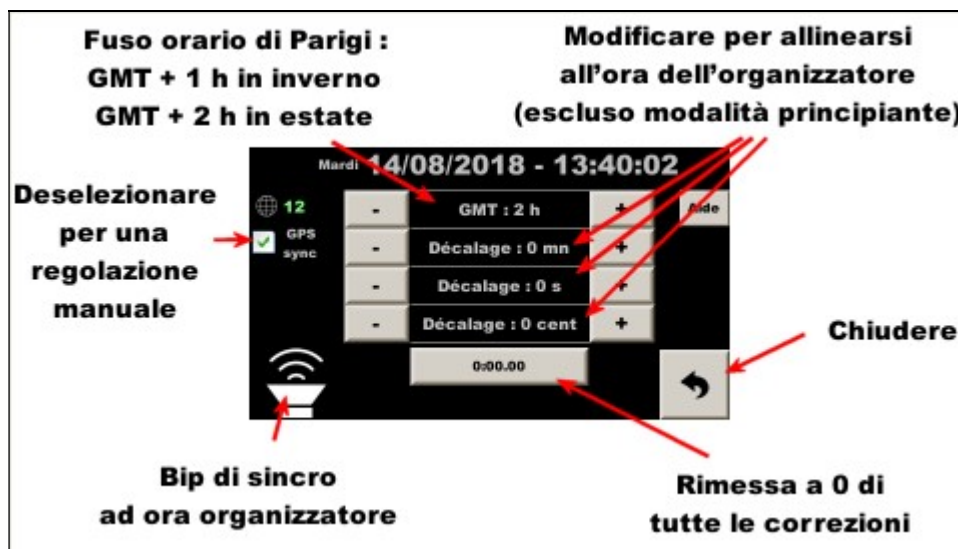 Fuso orario di Parigi :
GMT + 1 h in inverno
GMT + 2 h in estate
Modificare per allinearsi
all'ora dell'organizzatore
(escluso modalità principiante)
Mardi 14/08/2018 - 13:40:02
Deselezionare
per una
regolazione
manuale
12
GPS
sync
- GMT : 2 h +
Aide
- Décalage : 0 mn +
- Décalage : 0 s +
- Décalage : 0 cent +
0:00.00
Chiudere
Bip di sincro
ad ora organizzatore
Rimessa a 0 di
tutte le correzioni